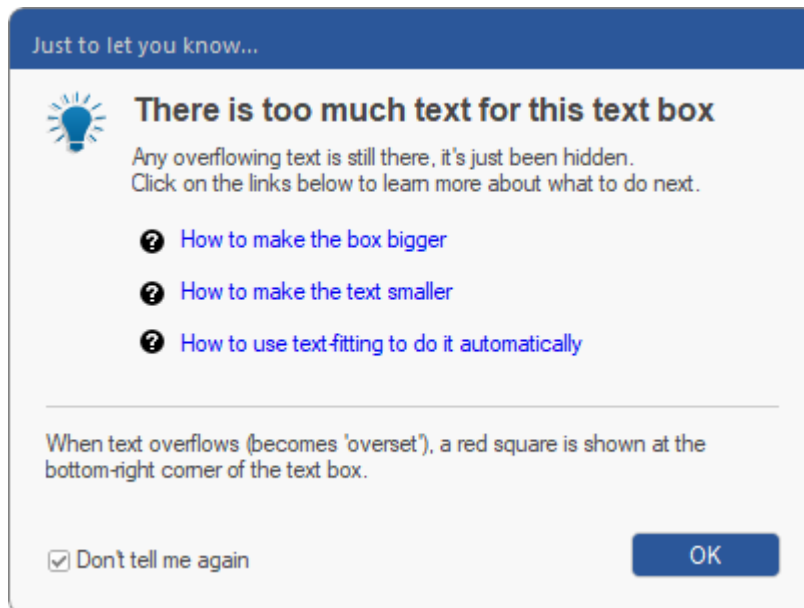 Just to let you know...
There is too much text for this text box
Any overflowing text is still there, it's just been hidden.
Click on the links below to learn more about what to do next.
How to make the box bigger
How to make the text smaller
How to use text-fitting to do it automatically
When text overflows (becomes 'overset'), a red square is shown at the
bottom-right corner of the text box.
Don't tell me again
OK